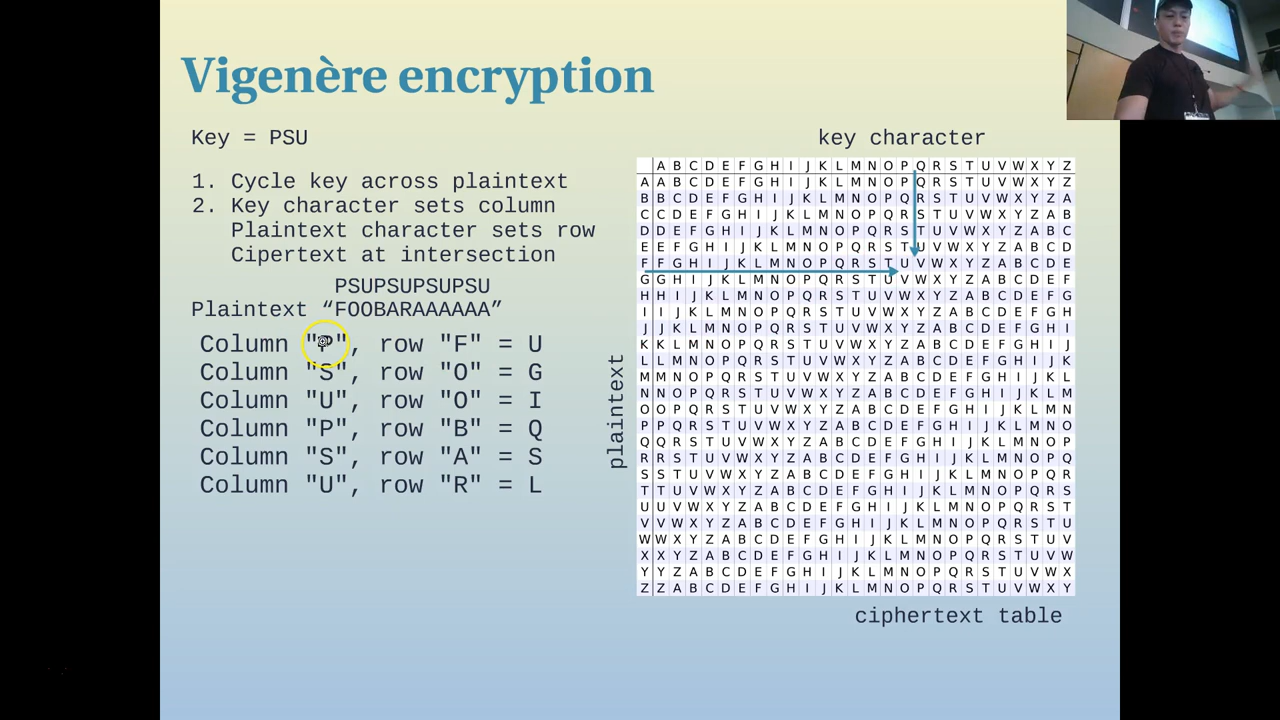 Vigenère encryption
Key = PSU
1. Cycle key across plaintext
2. Key character sets column
Plaintext character sets row
Cipertext at intersection
PSUPSUPSUPSU
Plaintext “FOOBARAAAAAA”
Column "P", row "F" = U
Column "S", row "O" = G
Column "U", row "O" = I
Column "P", row "B" = Q
Column "S", row "A" = S
Column "U", row "R" = L
key character
plaintext
A B C D E F G H I J K L M N O P Q R S T U V W X Y Z
A A B C D E F G H I J K L M N O P Q R S T U V W X Y Z
B B C D E F G H I J K L M N O P Q R S T U V W X Y Z A
C C D E F G H I J K L M N O P Q R S T U V W X Y Z A B
D D E F G H I J K L M N O P Q R S T U V W X Y Z A B C
E E F G H I J K L M N O P Q R S T U V W X Y Z A B C D
F F G H I J K L M N O P Q R S T U V W X Y Z A B C D E
G G H I J K L M N O P Q R S T U V W X Y Z A B C D E F
H H I J K L M N O P Q R S T U V W X Y Z A B C D E F G
I I J K L M N O P Q R S T U V W X Y Z A B C D E F G H
J J K L M N O P Q R S T U V W X Y Z A B C D E F G H I
K K L M N O P Q R S T U V W X Y Z A B C D E F G H I J
L L M N O P Q R S T U V W X Y Z A B C D E F G H I J K
M M N O P Q R S T U V W X Y Z A B C D E F G H I J K L
N N O P Q R S T U V W X Y Z A B C D E F G H I J K L M
O O P Q R S T U V W X Y Z A B C D E F G H I J K L M N
P P Q R S T U V W X Y Z A B C D E F G H I J K L M N O
Q Q R S T U V W X Y Z A B C D E F G H I J K L M N O P
R R S T U V W X Y Z A B C D E F G H I J K L M N O P Q
S S T U V W X Y Z A B C D E F G H I J K L M N O P Q R
T T U V W X Y Z A B C D E F G H I J K L M N O P Q R S
U U V W X Y Z A B C D E F G H I J K L M N O P Q R S T
V V W X Y Z A B C D E F G H I J K L M N O P Q R S T U
W W X Y Z A B C D E F G H I J K L M N O P Q R S T U V
X X Y Z A B C D E F G H I J K L M N O P Q R S T U V W
Y Y Z A B C D E F G H I J K L M N O P Q R S T U V W X
Z Z A B C D E F G H I J K L M N O P Q R S T U V W X Y
ciphertext table